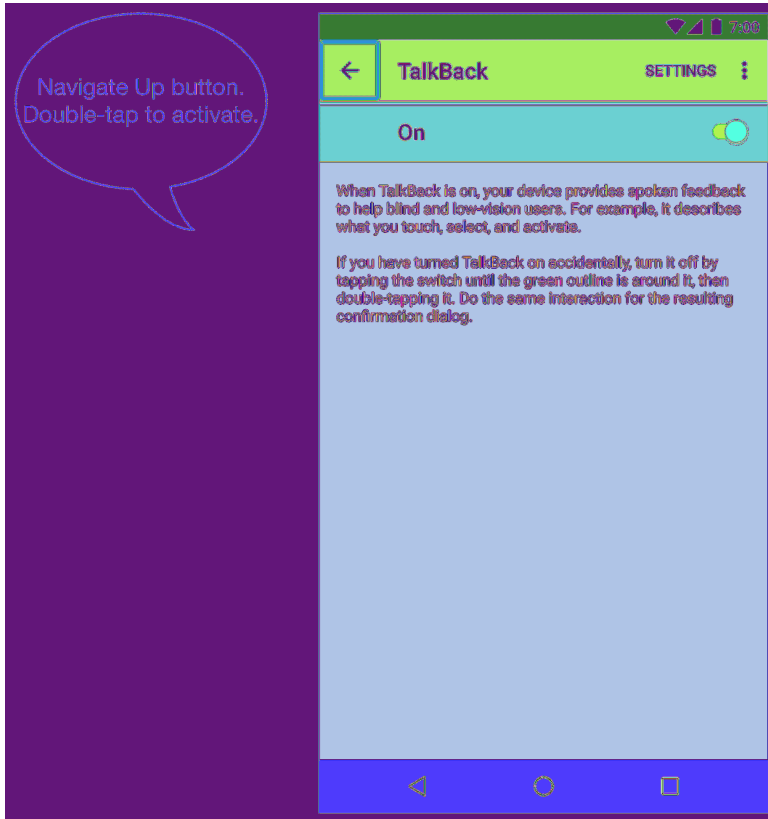 Navigate Up button.
Double-tap to activate.
7:00
TalkBack
SETTINGS
On
When TalkBack is on, your device provides spoken feedback
to help blind and low-vision users. For example, it describes
what you touch, select, and activate.
If you have turned TalkBack on accidentally, turn it off by
tapping the switch until the green outline is around it, then
double-tapping it. Do the same interaction for the resulting
confirmation dialog.